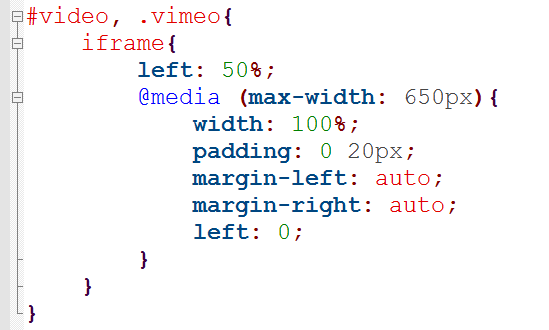 #video, .vimeo{
    iframe{
        left: 50%;
        @media (max-width: 650px){
            width: 100%;
            padding: 0 20px;
            margin-left: auto;
            margin-right: auto;
            left: 0;
        }
    }
}